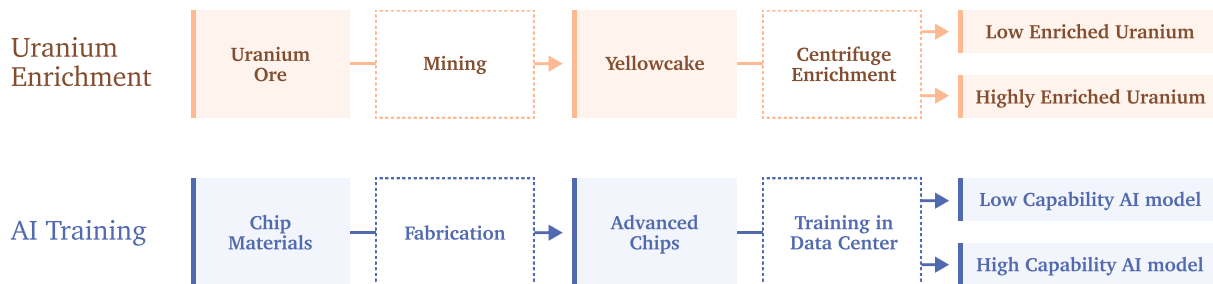 Uranium
Enrichment
Uranium
Ore
Mining
Yellowcake
Centrifuge
Enrichment
Low Enriched Uranium
Highly Enriched Uranium
AI Training
Chip
Materials
Fabrication
Advanced
Chips
Training in
Data Center
Low Capability AI model
High Capability AI model